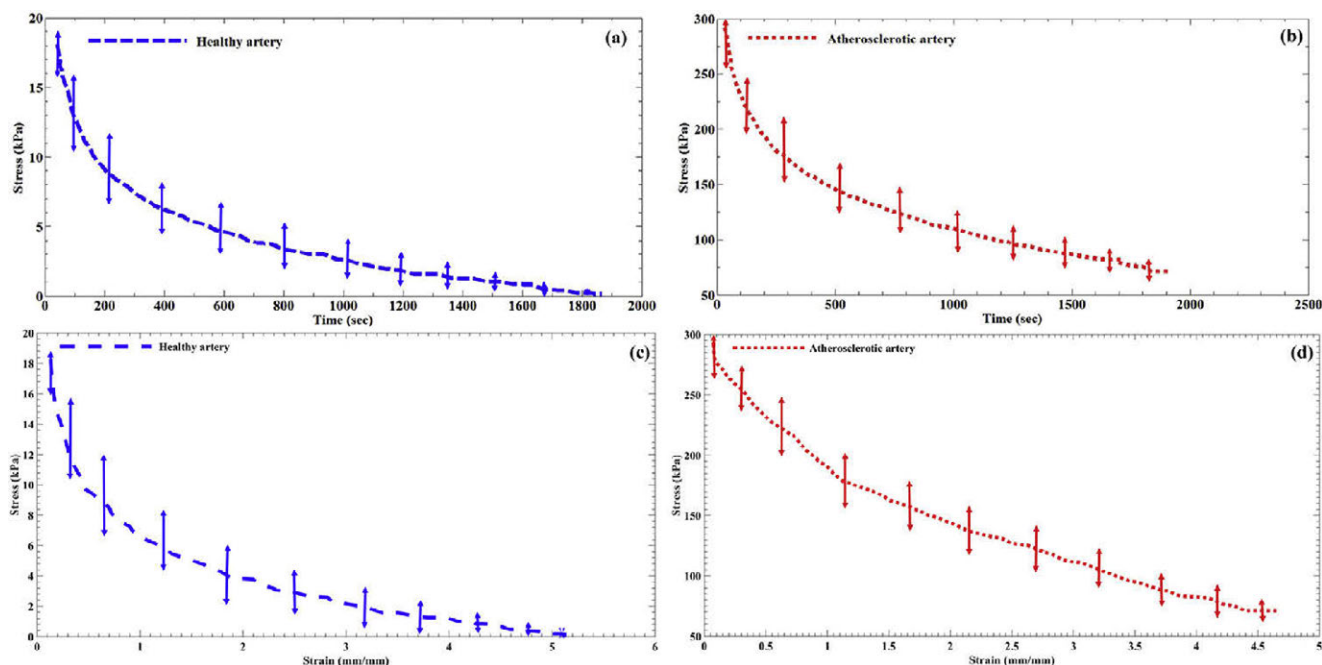 Healthy artery (a)
20
15
10
5
0
Stress (kPa)
0 200 400 600 800 1000 1200 1400 1600 1800 2000
Time (sec)
Atherosclerotic artery (b)
300
250
200
150
100
50
Stress (kPa)
0 500 1000 1500 2000 2500
Time (sec)
Healthy artery (c)
20
18
16
14
12
10
8
6
4
2
0
Stress (kPa)
0 1 2 3 4 5 6
Strain (mm/mm)
Atherosclerotic artery (d)
300
250
200
150
100
50
Stress (kPa)
0 0.5 1 1.5 2 2.5 3 3.5 4 4.5 5
Strain (mm/mm)